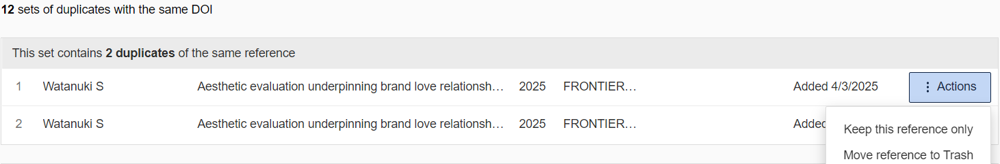 12 sets of duplicates with the same DOI
This set contains 2 duplicates of the same reference
1 Watanuki S Aesthetic evaluation underpinning brand love relationsh… 2025 FRONTIER… Added 4/3/2025 ⋮ Actions
2 Watanuki S Aesthetic evaluation underpinning brand love relationsh… 2025 FRONTIER… Added
Keep this reference only
Move reference to Trash